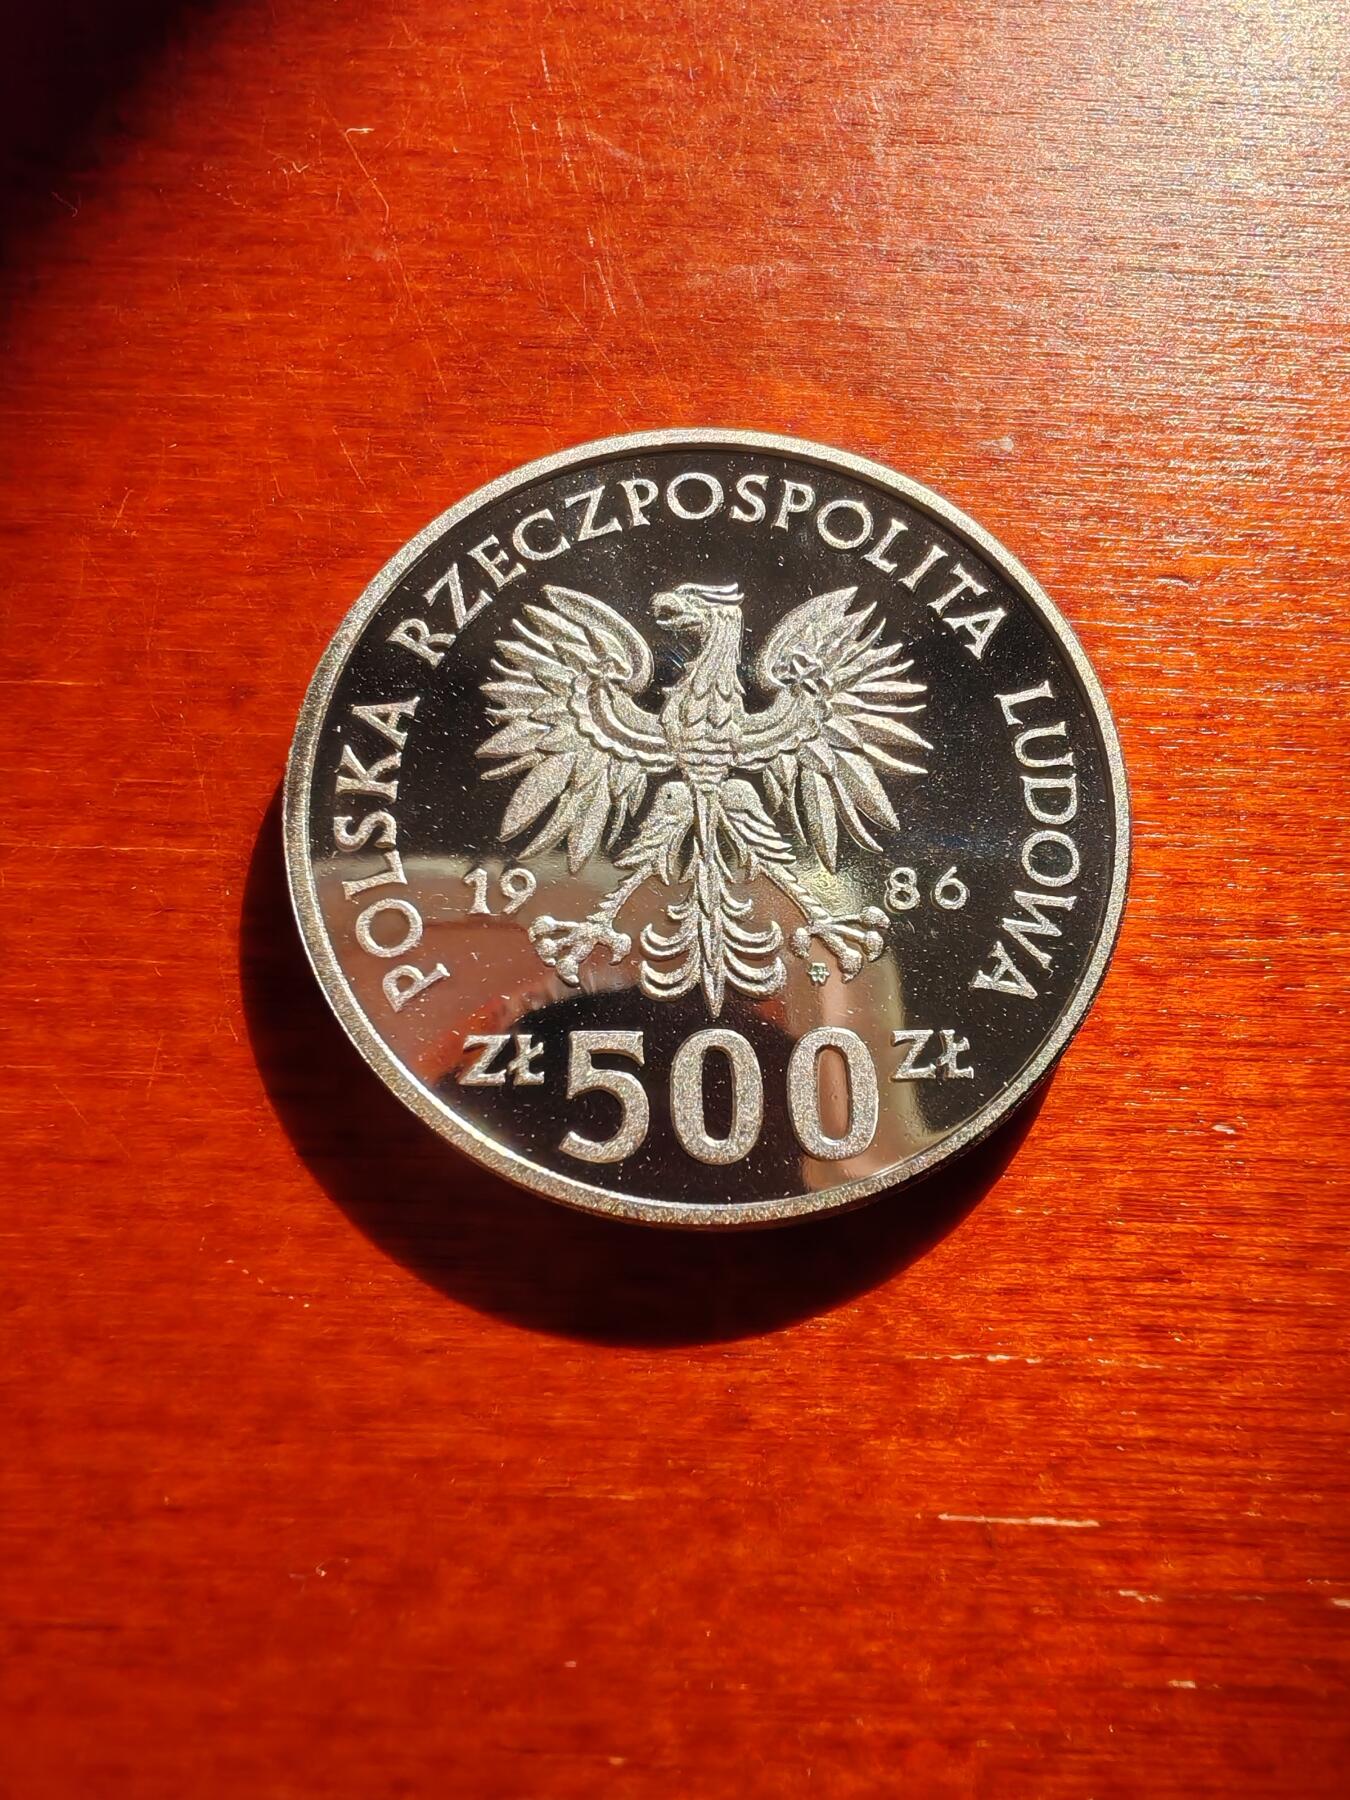 POLSKA RZECZPOSPOLITA LUDOWA
19 86
ZŁ 500 ZŁ